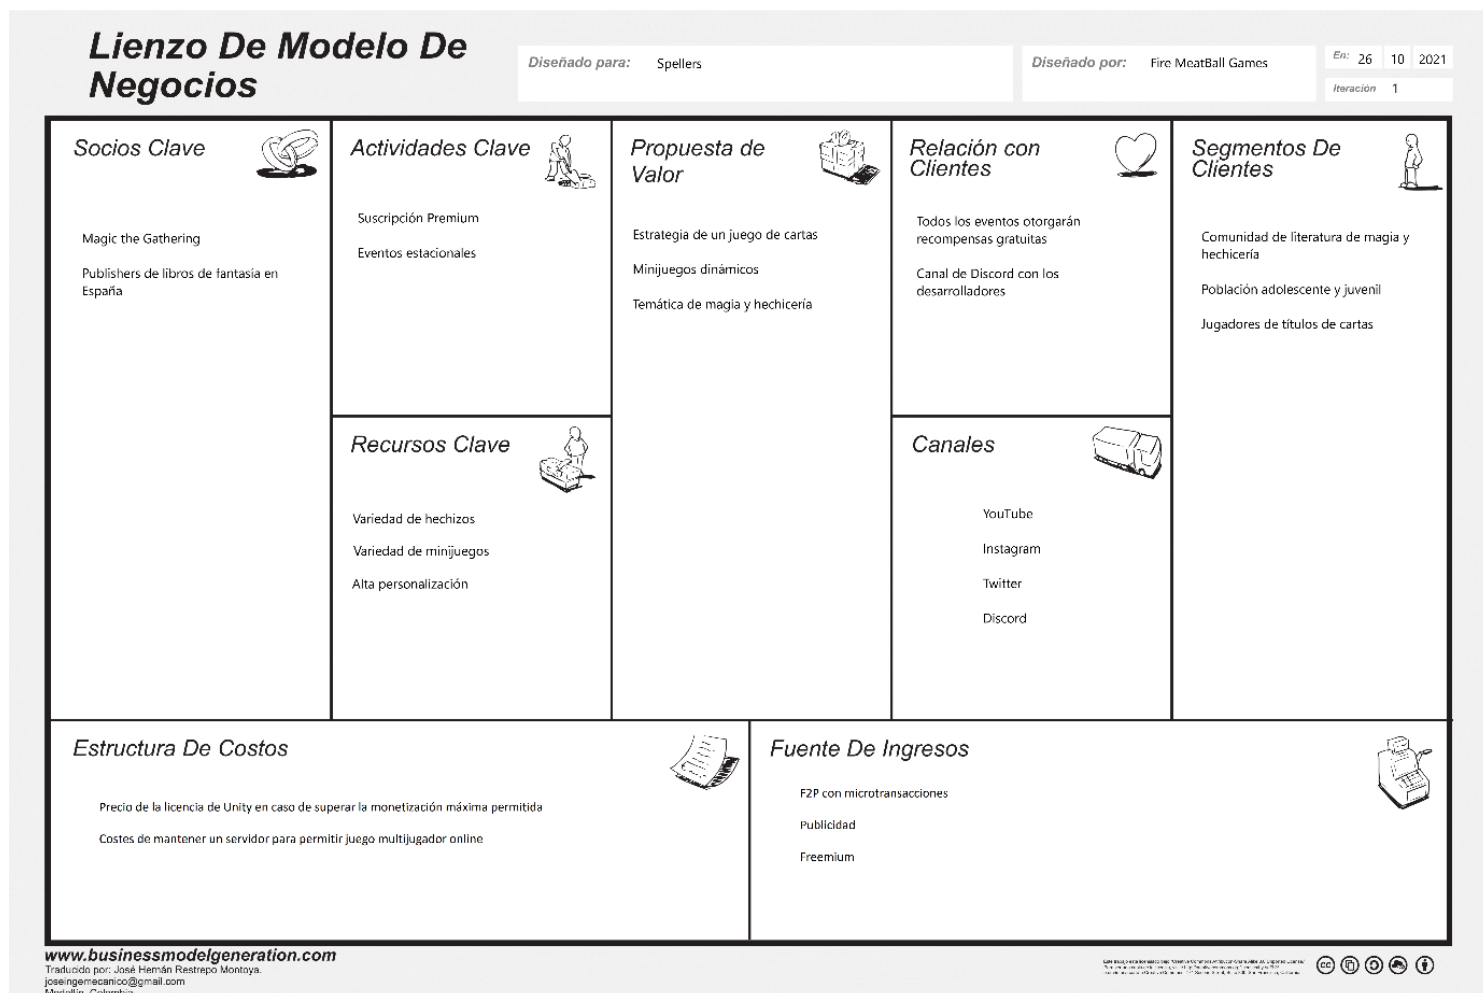 Lienzo De Modelo De
Negocios
Diseñado para: Spellers
Diseñado por: Fire MeatBall Games
En: 26 10 2021
Iteración 1
Socios Clave
Magic the Gathering
Publishers de libros de fantasía en
España
Actividades Clave
Suscripción Premium
Eventos estacionales
Recursos Clave
Variedad de hechizos
Variedad de minijuegos
Alta personalización
Propuesta de
Valor
Estrategia de un juego de cartas
Minijuegos dinámicos
Temática de magia y hechicería
Relación con
Clientes
Todos los eventos otorgarán
recompensas gratuitas
Canal de Discord con los
desarrolladores
Canales
YouTube
Instagram
Twitter
Discord
Segmentos De
Clientes
Comunidad de literatura de magia y
hechicería
Población adolescente y juvenil
Jugadores de títulos de cartas
Estructura De Costos
Precio de la licencia de Unity en caso de superar la monetización máxima permitida
Costes de mantener un servidor para permitir juego multijugador online
Fuente De Ingresos
F2P con microtransacciones
Publicidad
Freemium
www.businessmodelgeneration.com
Traducido por: José Hernán Restrepo Montoya.
joseingemecanico@gmail.com
Medellín, Colombia